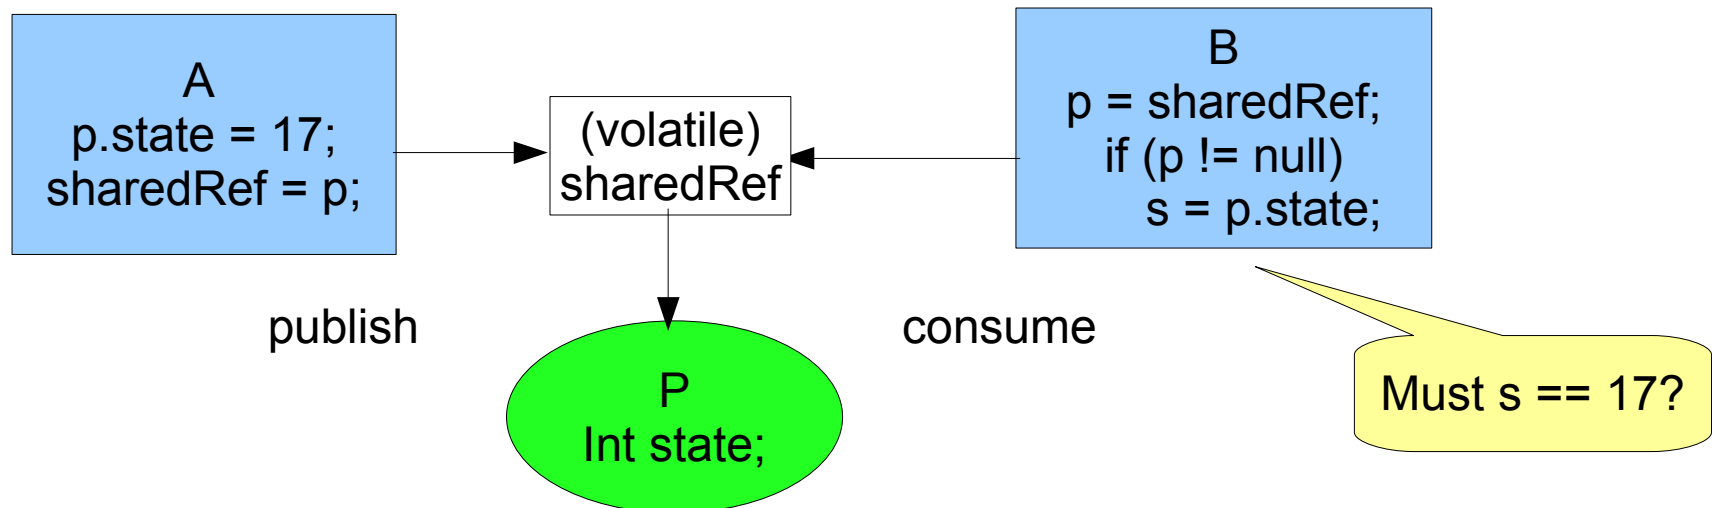 A
p.state = 17;
sharedRef = p;
(volatile)
sharedRef
B
p = sharedRef;
if (p != null)
s = p.state;
publish
consume
P
Int state;
Must s == 17?